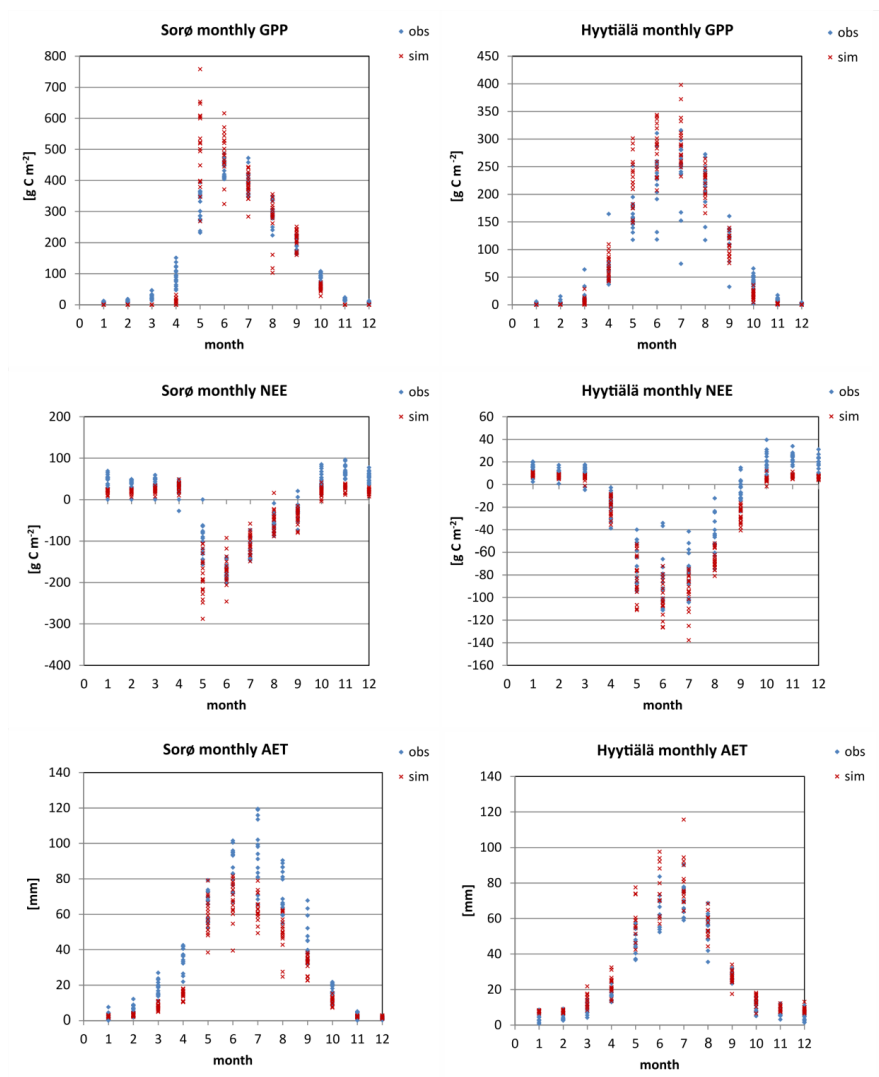 Sorø monthly GPP
obs
sim
800
700
600
500
400
300
200
100
0
[g C m⁻²]
0 1 2 3 4 5 6 7 8 9 10 11 12
month
Hyytiälä monthly GPP
obs
sim
450
400
350
300
250
200
150
100
50
0
[g C m⁻²]
0 1 2 3 4 5 6 7 8 9 10 11 12
month
Sorø monthly NEE
obs
sim
200
100
0
-100
-200
-300
-400
[g C m⁻²]
0 1 2 3 4 5 6 7 8 9 10 11 12
month
Hyytiälä monthly NEE
obs
sim
60
40
20
0
-20
-40
-60
-80
-100
-120
-140
-160
[g C m⁻²]
0 1 2 3 4 5 6 7 8 9 10 11 12
month
Sorø monthly AET
obs
sim
140
120
100
80
60
40
20
0
[mm]
0 1 2 3 4 5 6 7 8 9 10 11 12
month
Hyytiälä monthly AET
obs
sim
140
120
100
80
60
40
20
0
[mm]
0 1 2 3 4 5 6 7 8 9 10 11 12
month